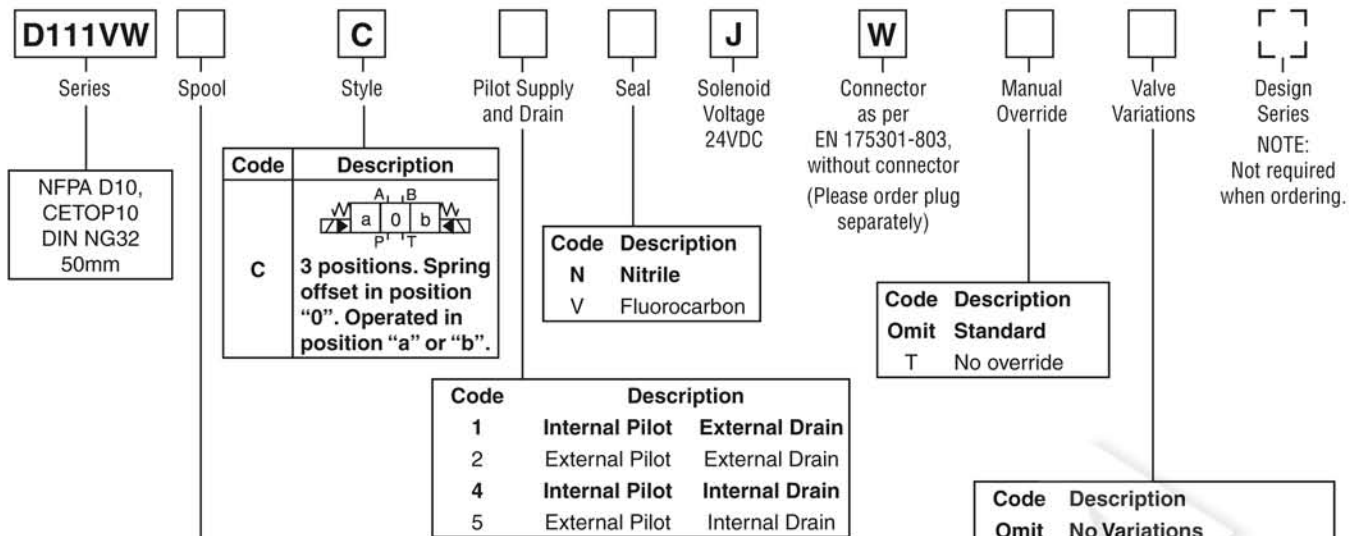 D111VW C J W
Series Spool Style Pilot Supply and Drain Seal Solenoid Voltage 24VDC Connector as per EN 175301-803, without connector (Please order plug separately) Manual Override Valve Variations Design Series NOTE: Not required when ordering.
NFPA D10,
CETOP10
DIN NG32
50mm
Code Description
A B
a 0 b
P T
C 3 positions. Spring
offset in position
“0”. Operated in
position “a” or “b”.
Code Description
N Nitrile
V Fluorocarbon
Code Description
Omit Standard
T No override
Code Description
1 Internal Pilot External Drain
2 External Pilot External Drain
4 Internal Pilot Internal Drain
5 External Pilot Internal Drain
Code Description
Omit No Variations